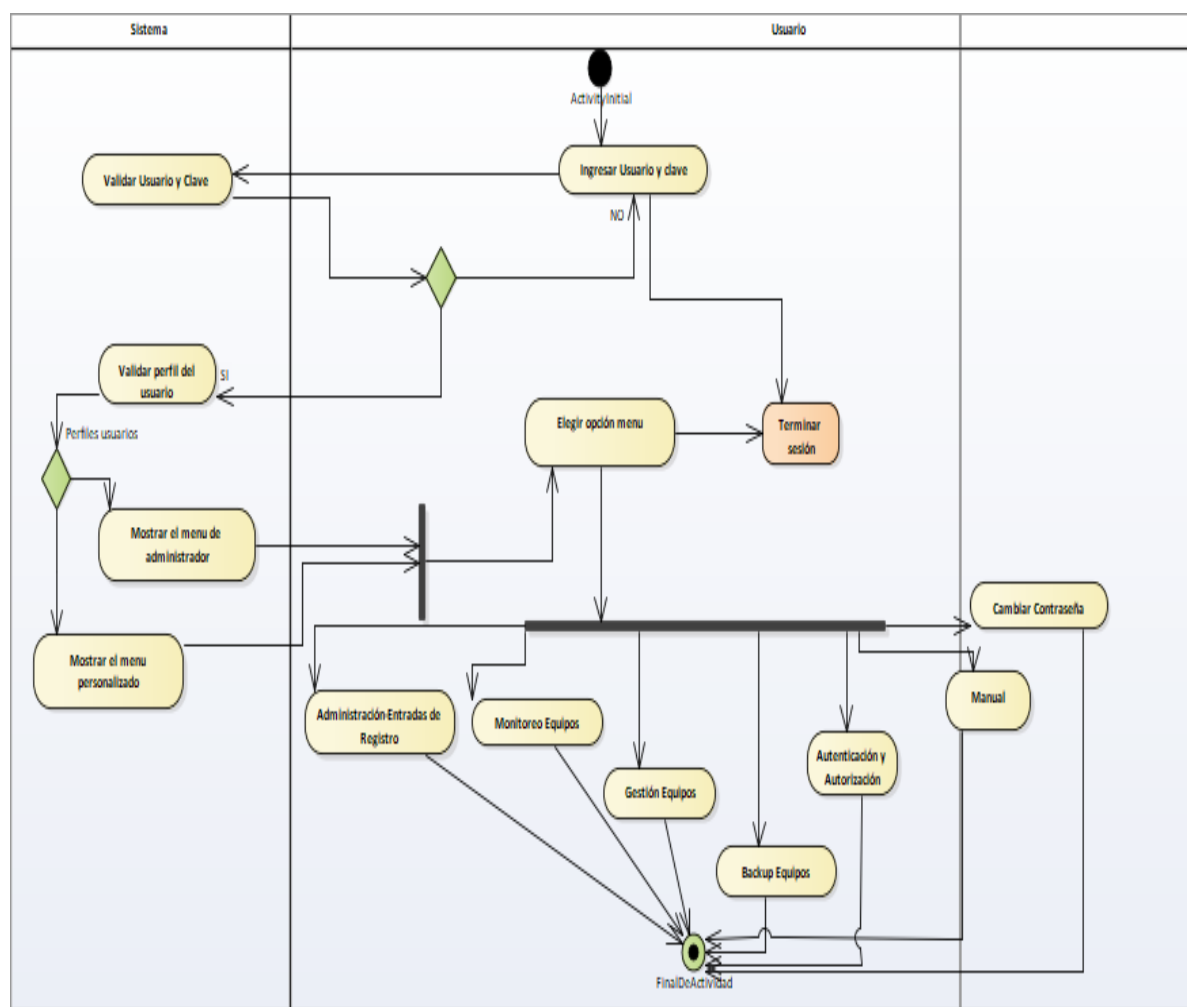 Sistema
Usuario
ActivityInitial
Ingresar Usuario y clave
Validar Usuario y Clave
NO
Validar perfil del
usuario
SI
Perfiles usuarios
Elegir opción menu
Terminar
sesión
Mostrar el menu de
administrador
Mostrar el menu
personalizado
Cambiar Contraseña
Administración-Entradas de
Registro
Monitoreo Equipos
Manual
Autenticación y
Autorización
Gestión Equipos
Backup Equipos
FinalDeActividad